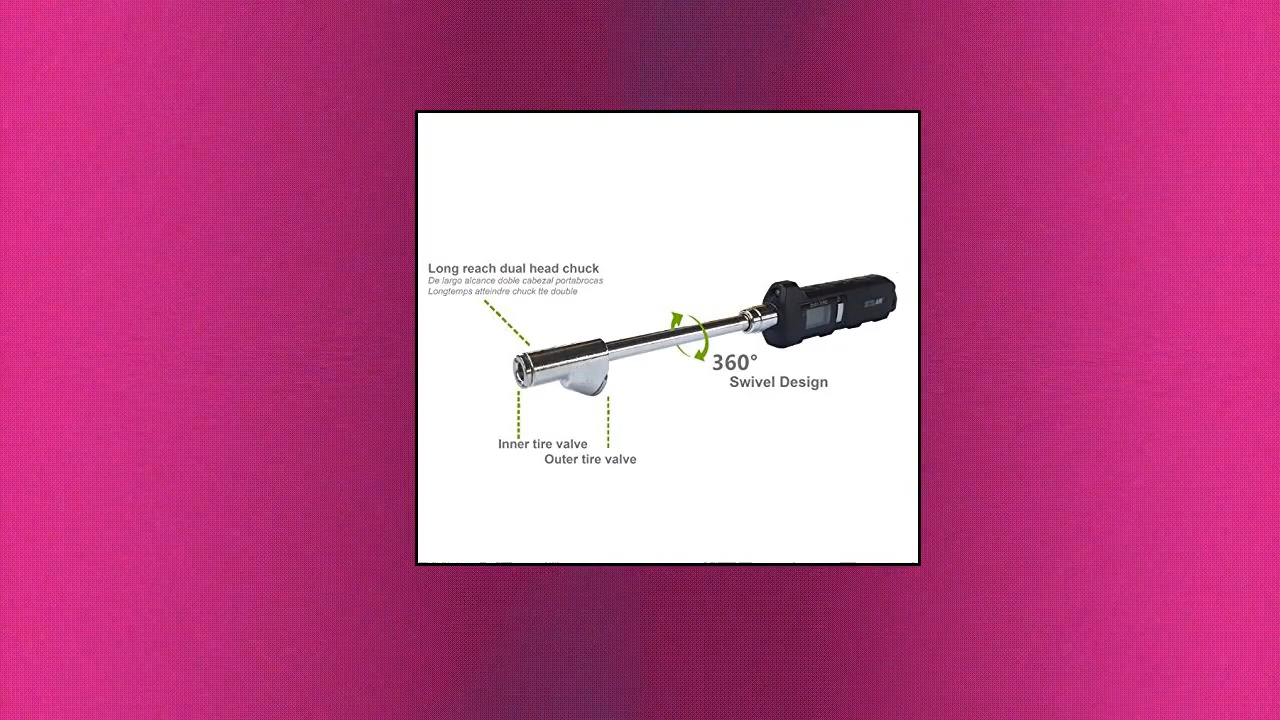 Long reach dual head chuck
De largo alcance doble cabezal portabrocas
Longtemps atteindre chuck tte double
360°
Swivel Design
Inner tire valve
Outer tire valve